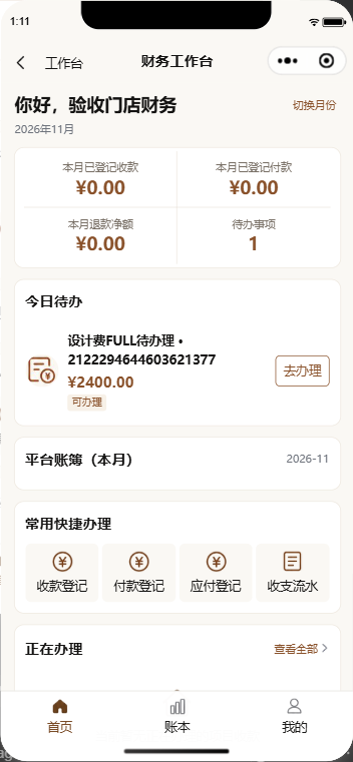 1:11
工作台
财务工作台
你好，验收门店财务
切换月份
2026年11月
本月已登记收款
本月已登记付款
¥0.00
¥0.00
本月退款净额
待办事项
¥0.00
1
今日待办
设计费FULL待办理 •
2122294644603621377
¥2400.00
可办理
去办理
平台账簿（本月）
2026-11
常用快捷办理
收款登记
付款登记
应付登记
收支流水
正在办理
查看全部
首页
账本
我的